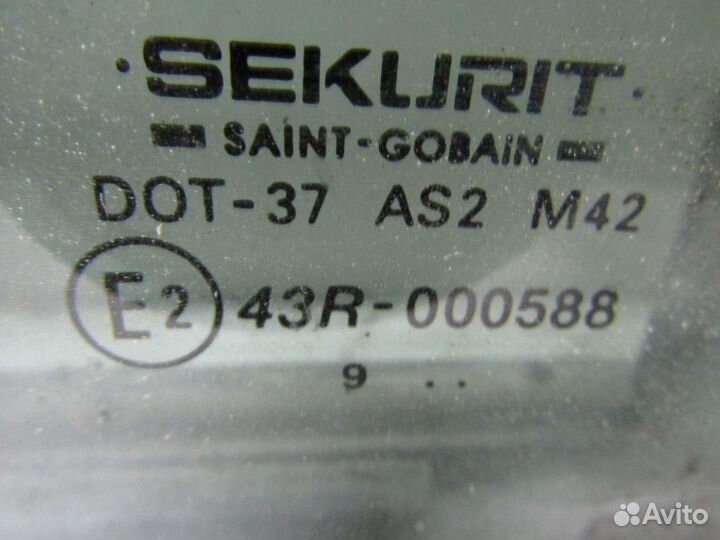 ·SEKURIT·
SAINT-GOBAIN
DOT-37 AS2 M42
E2 43R-000588
9 ..
Avito